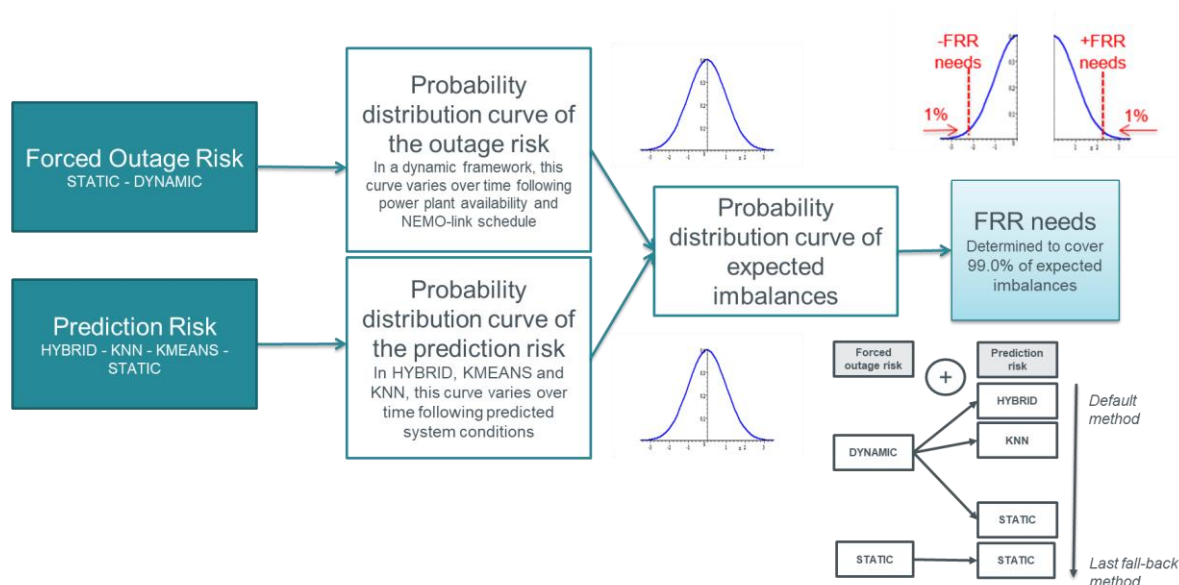 Forced Outage Risk
STATIC - DYNAMIC
Prediction Risk
HYBRID - KNN - KMEANS -
STATIC
Probability
distribution curve of
the outage risk
In a dynamic framework, this
curve varies over time following
power plant availability and
NEMO-link schedule
Probability
distribution curve of
the prediction risk
In HYBRID, KMEANS and
KNN, this curve varies over
time following predicted
system conditions
Probability
distribution curve of
expected
imbalances
-FRR
needs
1%
+FRR
needs
1%
FRR needs
Determined to cover
99.0% of expected
imbalances
Forced
outage risk
+
Prediction
risk
HYBRID
KNN
DYNAMIC
STATIC
STATIC
STATIC
Default
method
Last fall-back
method